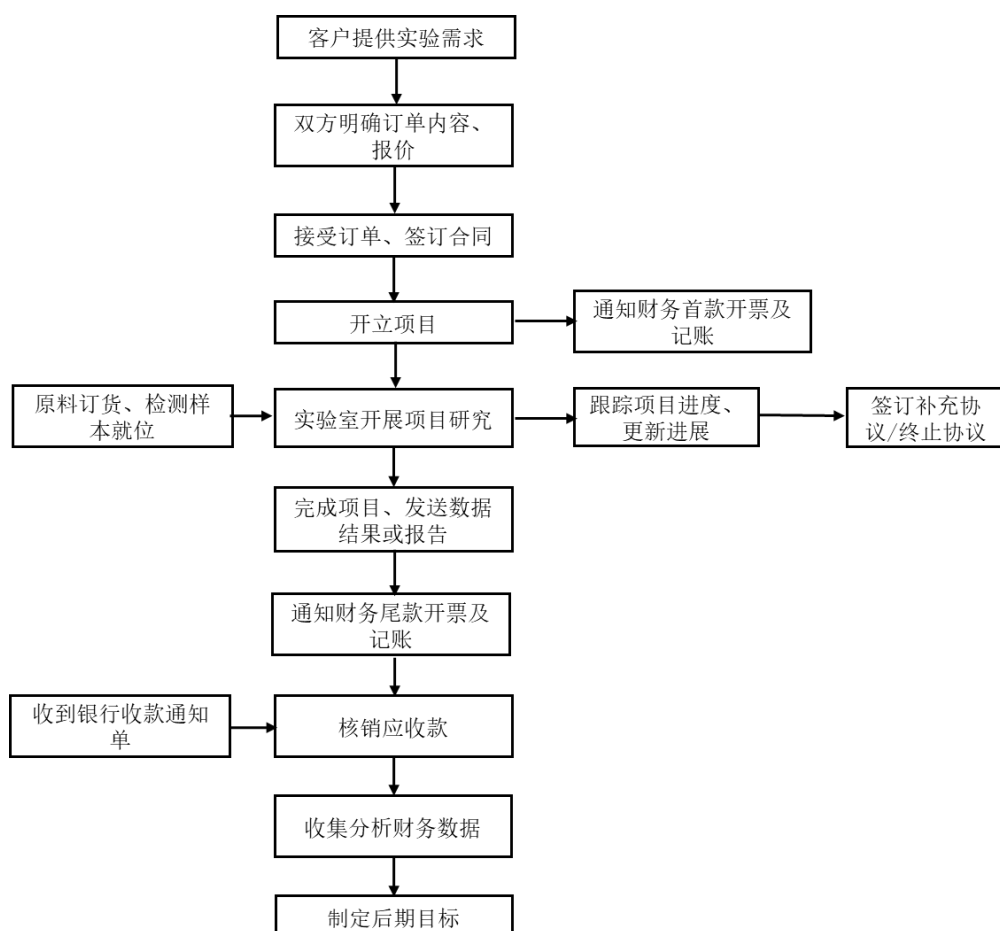 客户提供实验需求
双方明确订单内容、
报价
接受订单、签订合同
开立项目
通知财务首款开票及
记账
原料订货、检测样
本就位
实验室开展项目研究
跟踪项目进度、
更新进展
签订补充协
议/终止协议
完成项目、发送数据
结果或报告
通知财务尾款开票及
记账
收到银行收款通知
单
核销应收款
收集分析财务数据
制定后期目标